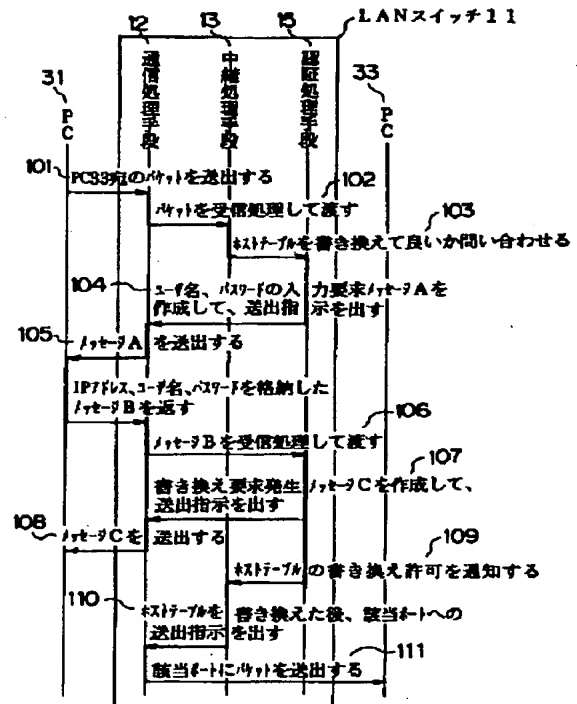 LANスイッチ11
12
13
15
通信処理手段
中継処理手段
認証処理手段
31
PC
33
PC
101
PC33宛のパケットを送出する
102
パケットを受信処理して渡す
103
ホストテーブルを書き換えて良いか問い合わせる
104
ユーザ名、パスワードの入力要求メッセージAを
作成して、送出指示を出す
105
メッセージAを送出する
IPアドレス、ユーザ名、パスワードを格納した
メッセージBを返す
106
メッセージBを受信処理して渡す
107
書き換え要求発生メッセージCを作成して、
送出指示を出す
108
メッセージCを送出する
109
ホストテーブルの書き換え許可を通知する
110
ホストテーブルを書き換えた後、該当ポートへの
送出指示を出す
111
該当ポートにパケットを送出する